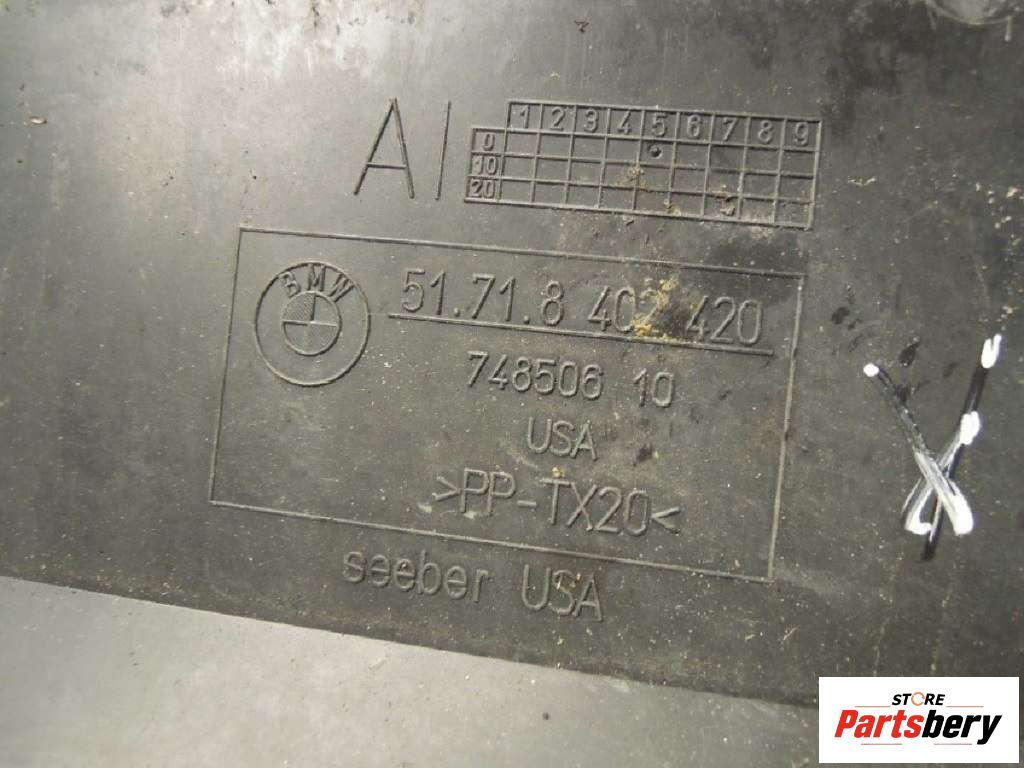 AI
1 2 3 4 5 6 7 8 9
0
10
20
BMW
51.71.8 402 420
748506 10
USA
>PP-TX20<
seeber USA
STORE
Partsbery